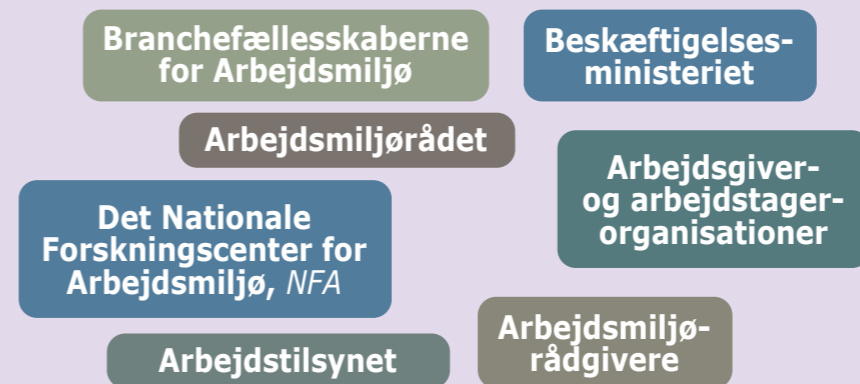 Branchefællesskaberne
for Arbejdsmiljø
Beskæftigelses-
ministeriet
Arbejdsmiljørådet
Arbejdsgiver-
og arbejdstager-
organisationer
Det Nationale
Forskningscenter for
Arbejdsmiljø, NFA
Arbejdsmiljø-
rådgivere
Arbejdstilsynet